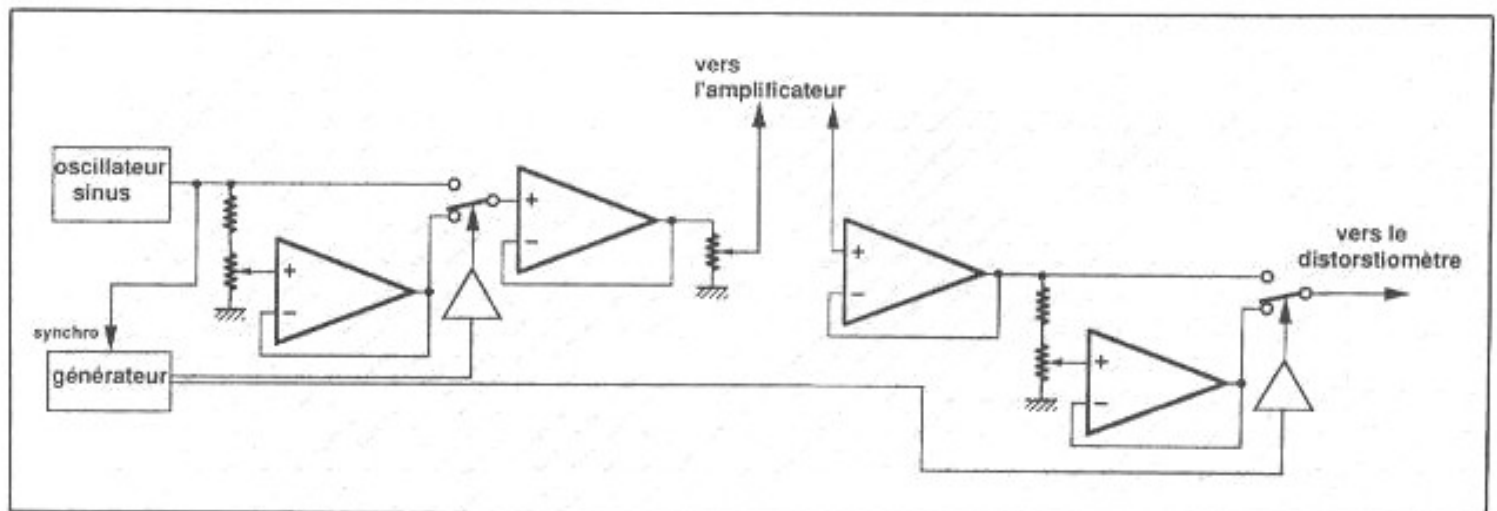 vers
l'amplificateur
oscillateur
sinus
+
−
+
−
+
−
vers le
distorstiomètre
synchro
générateur
+
−